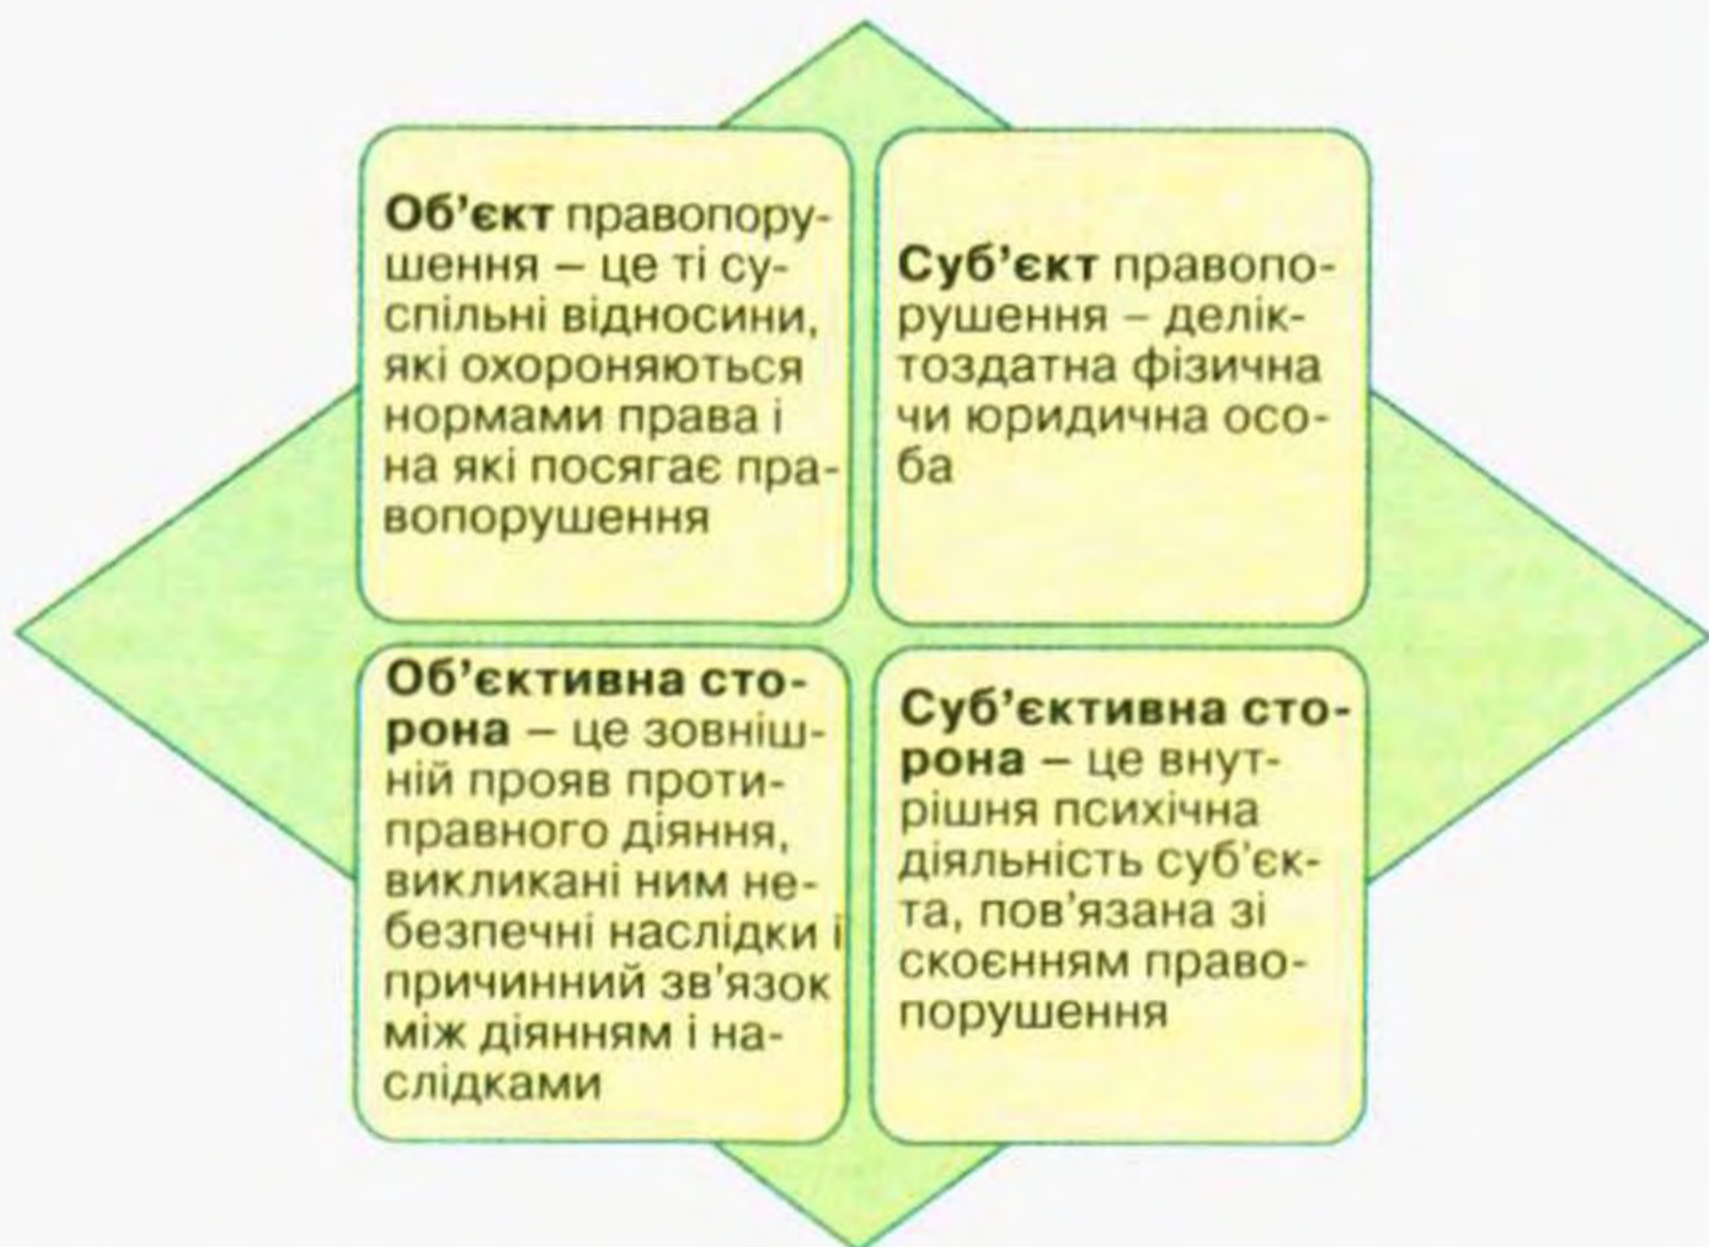 Об’єкт правопору-
шення – це ті су-
спільні відносини,
які охороняються
нормами права і
на які посягає пра-
вопорушення
Суб’єкт правопо-
рушення – делік-
тоздатна фізична
чи юридична осо-
ба
Об’єктивна сто-
рона – це зовніш-
ній прояв проти-
правного діяння,
викликані ним не-
безпечні наслідки і
причинний зв'язок
між діянням і на-
слідками
Суб’єктивна сто-
рона – це внут-
рішня психічна
діяльність суб'єк-
та, пов'язана зі
скоєнням право-
порушення